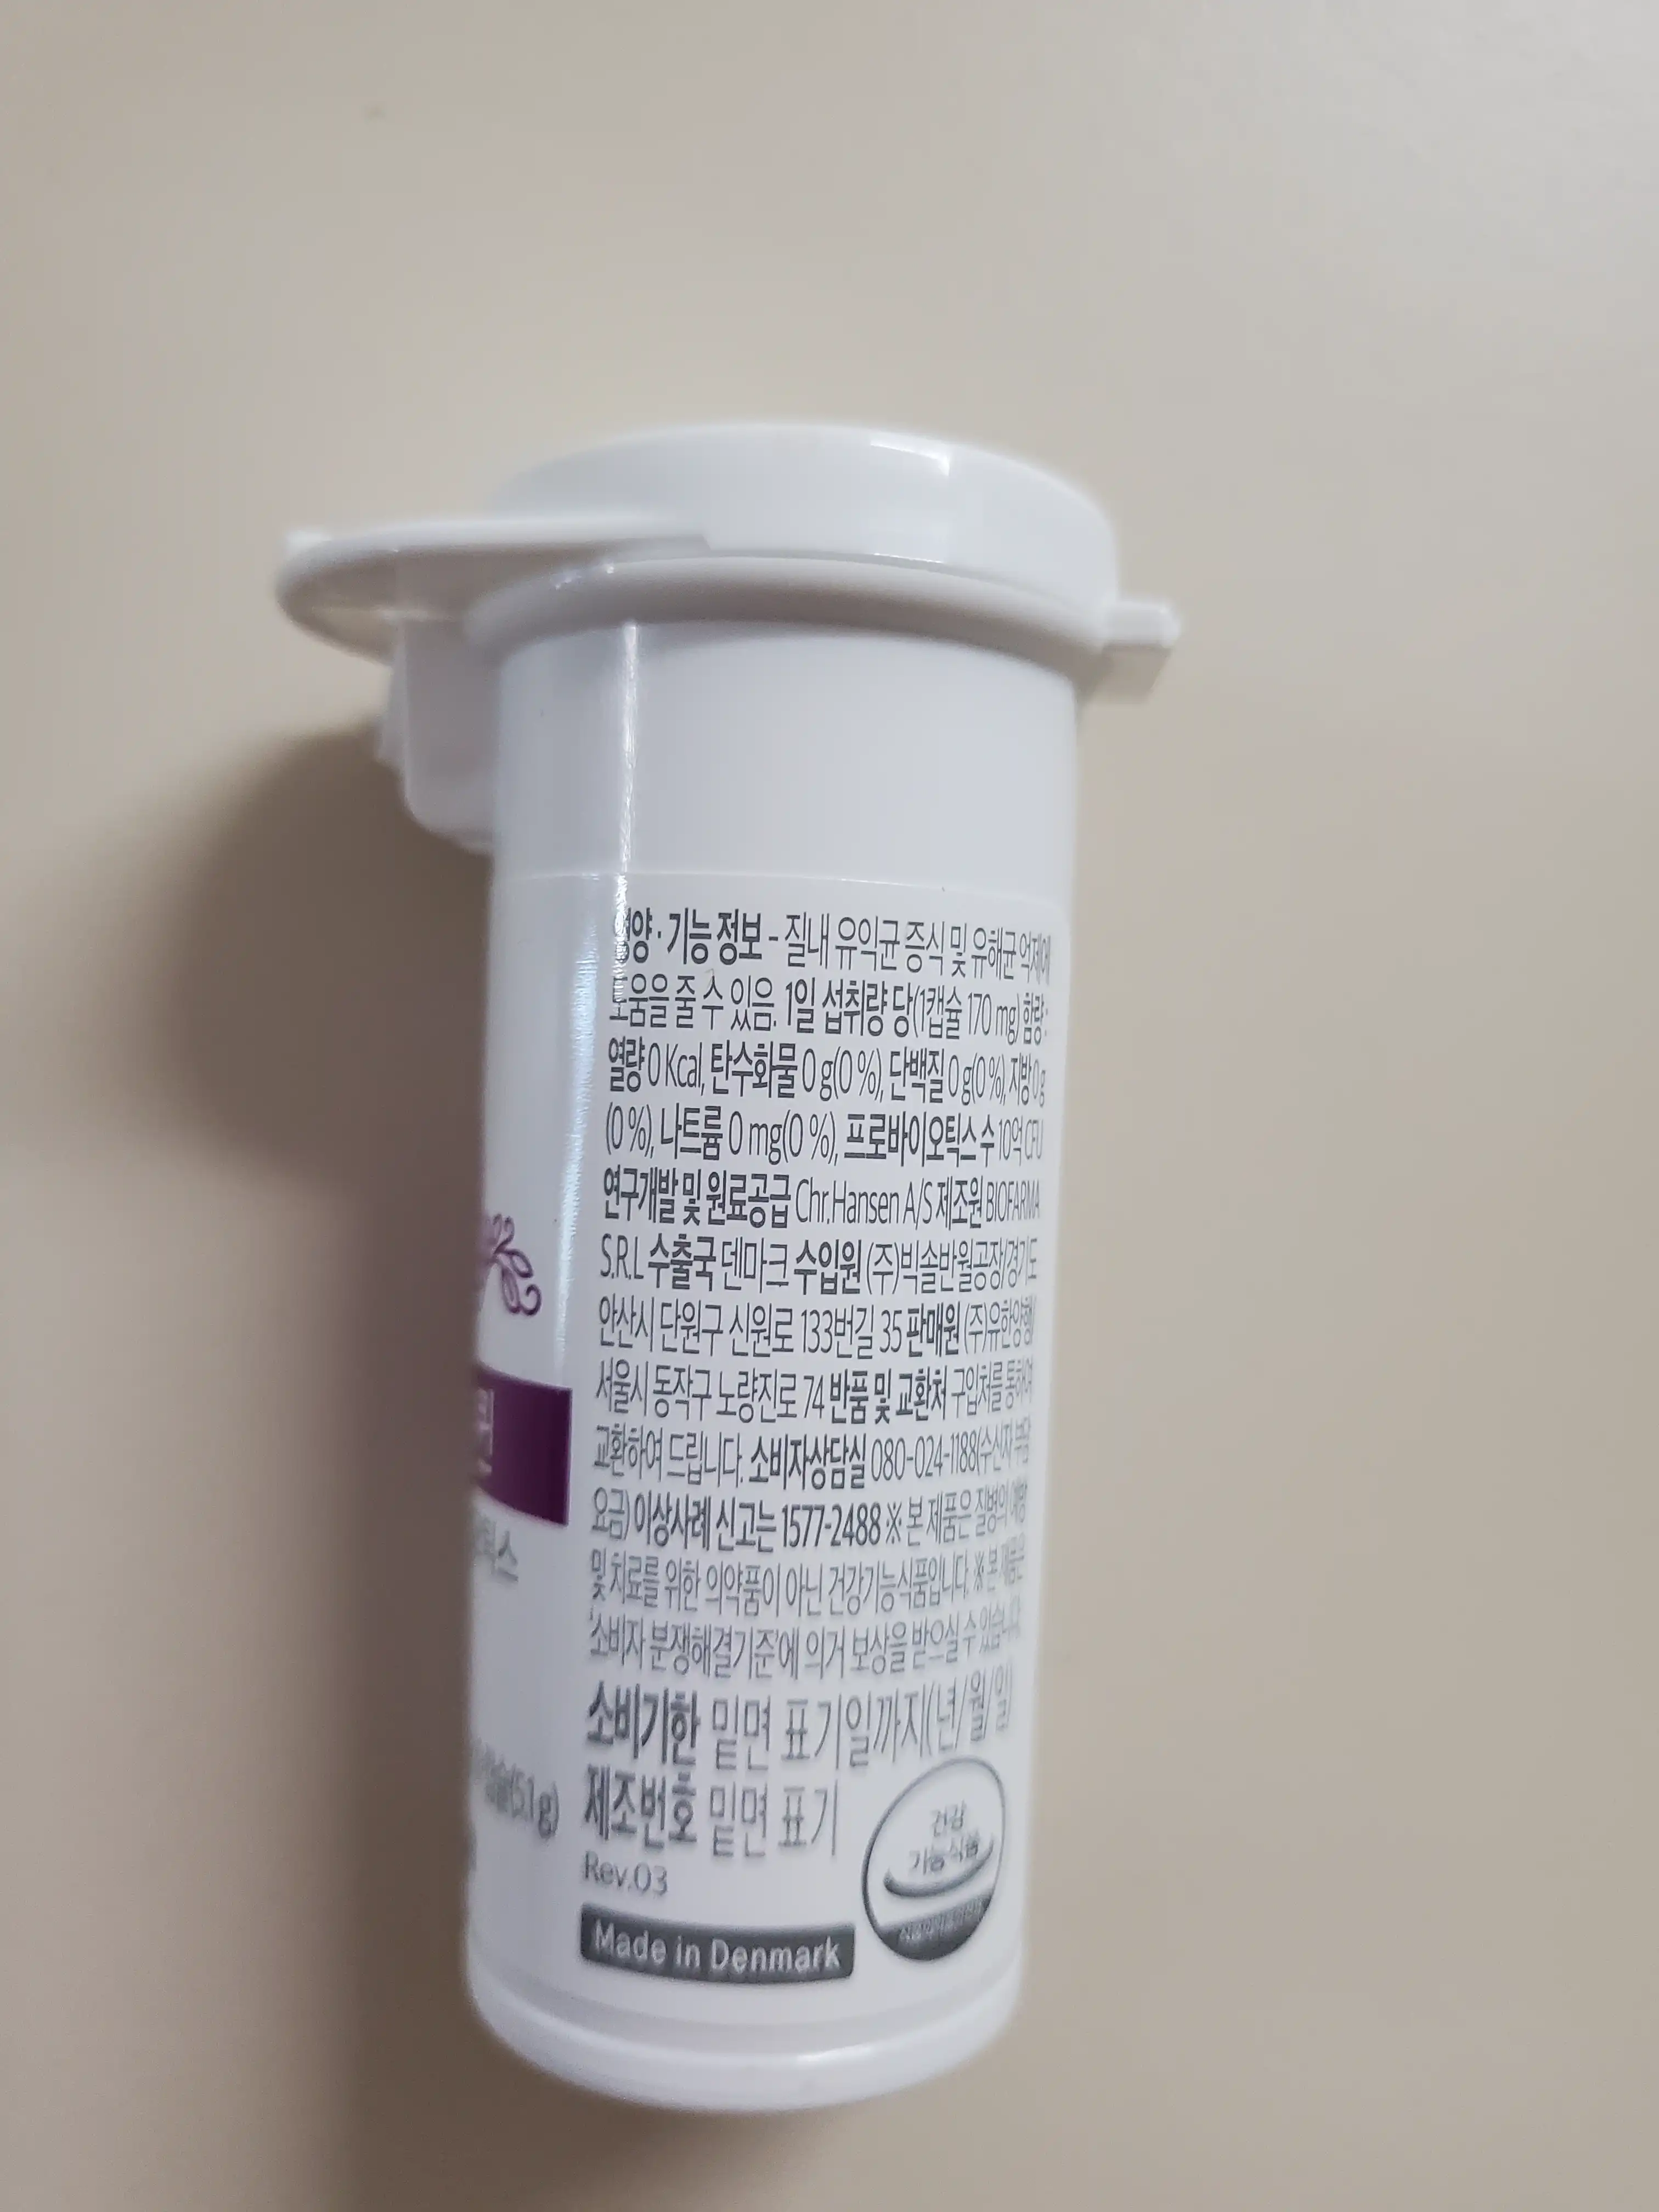 영양·기능 정보 - 질내 유익균 증식 및 유해균 억제에
도움을 줄 수 있음. 1일 섭취량 당(1캡슐 170 mg) 함량:
열량 0 Kcal, 탄수화물 0 g(0 %), 단백질 0 g(0 %), 지방 0 g
(0 %), 나트륨 0 mg(0 %), 프로바이오틱스 수 10억 CFU
연구개발 및 원료공급 Chr.Hansen A/S 제조원 BIOFARMA
S.R.L 수출국 덴마크 수입원 (주)빅솔반월공장/경기도
안산시 단원구 신원로 133번길 35 판매원 (주)유한양행/
서울시 동작구 노량진로 74 반품 및 교환처 구입처를 통하여
교환하여 드립니다. 소비자상담실 080-024-1188(수신자 부담
요금) 이상사례 신고는 1577-2488 ※ 본 제품은 질병의 예방
및 치료를 위한 의약품이 아닌 건강기능식품입니다. ※ 본 제품은
'소비자 분쟁해결기준'에 의거 보상을 받으실 수 있습니다.
소비기한 밑면 표기일까지(년/월/일)
제조번호 밑면 표기
Rev.03
Made in Denmark
건강
기능식품
틱스
(5.1 g)